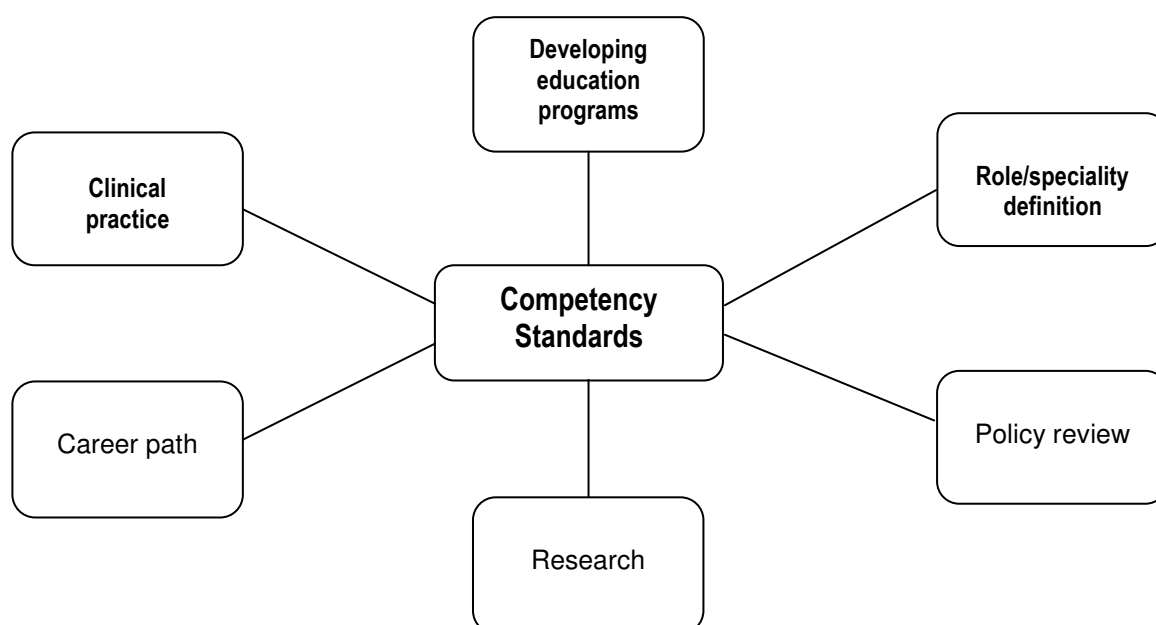 Developing
education
programs
Clinical
practice
Role/speciality
definition
Competency
Standards
Career path
Policy review
Research